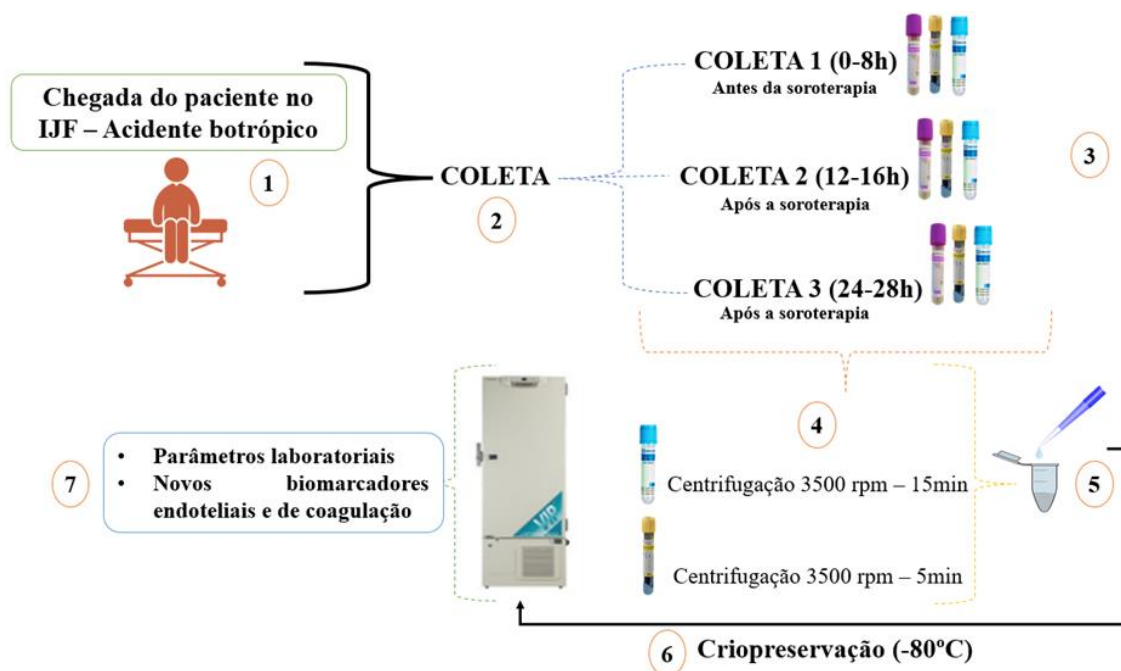 Chegada do paciente no
IJF – Acidente botrópico
1
COLETA
2
COLETA 1 (0-8h)
Antes da soroterapia
COLETA 2 (12-16h)
Após a soroterapia
COLETA 3 (24-28h)
Após a soroterapia
3
4
Centrifugação 3500 rpm – 15min
Centrifugação 3500 rpm – 5min
5
6
Criopreservação (-80ºC)
7
• Parâmetros laboratoriais
• Novos biomarcadores
endoteliais e de coagulação
VIP